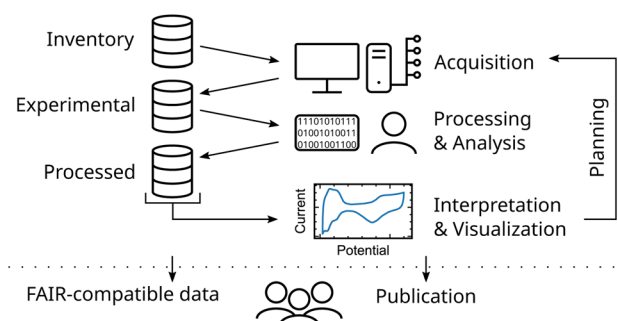 Inventory
Acquisition
Experimental
11101010111
01001010011
01001001100
Processing
& Analysis
Planning
Processed
Current
Potential
Interpretation
& Visualization
FAIR-compatible data
Publication